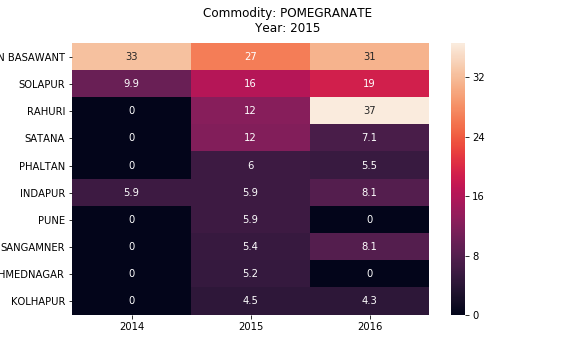 Commodity: POMEGRANATE
Year: 2015
N BASAWANT 33 27 31
SOLAPUR 9.9 16 19
RAHURI 0 12 37
SATANA 0 12 7.1
PHALTAN 0 6 5.5
INDAPUR 5.9 5.9 8.1
PUNE 0 5.9 0
SANGAMNER 0 5.4 8.1
HMEDNAGAR 0 5.2 0
KOLHAPUR 0 4.5 4.3
2014 2015 2016
32
24
16
8
0